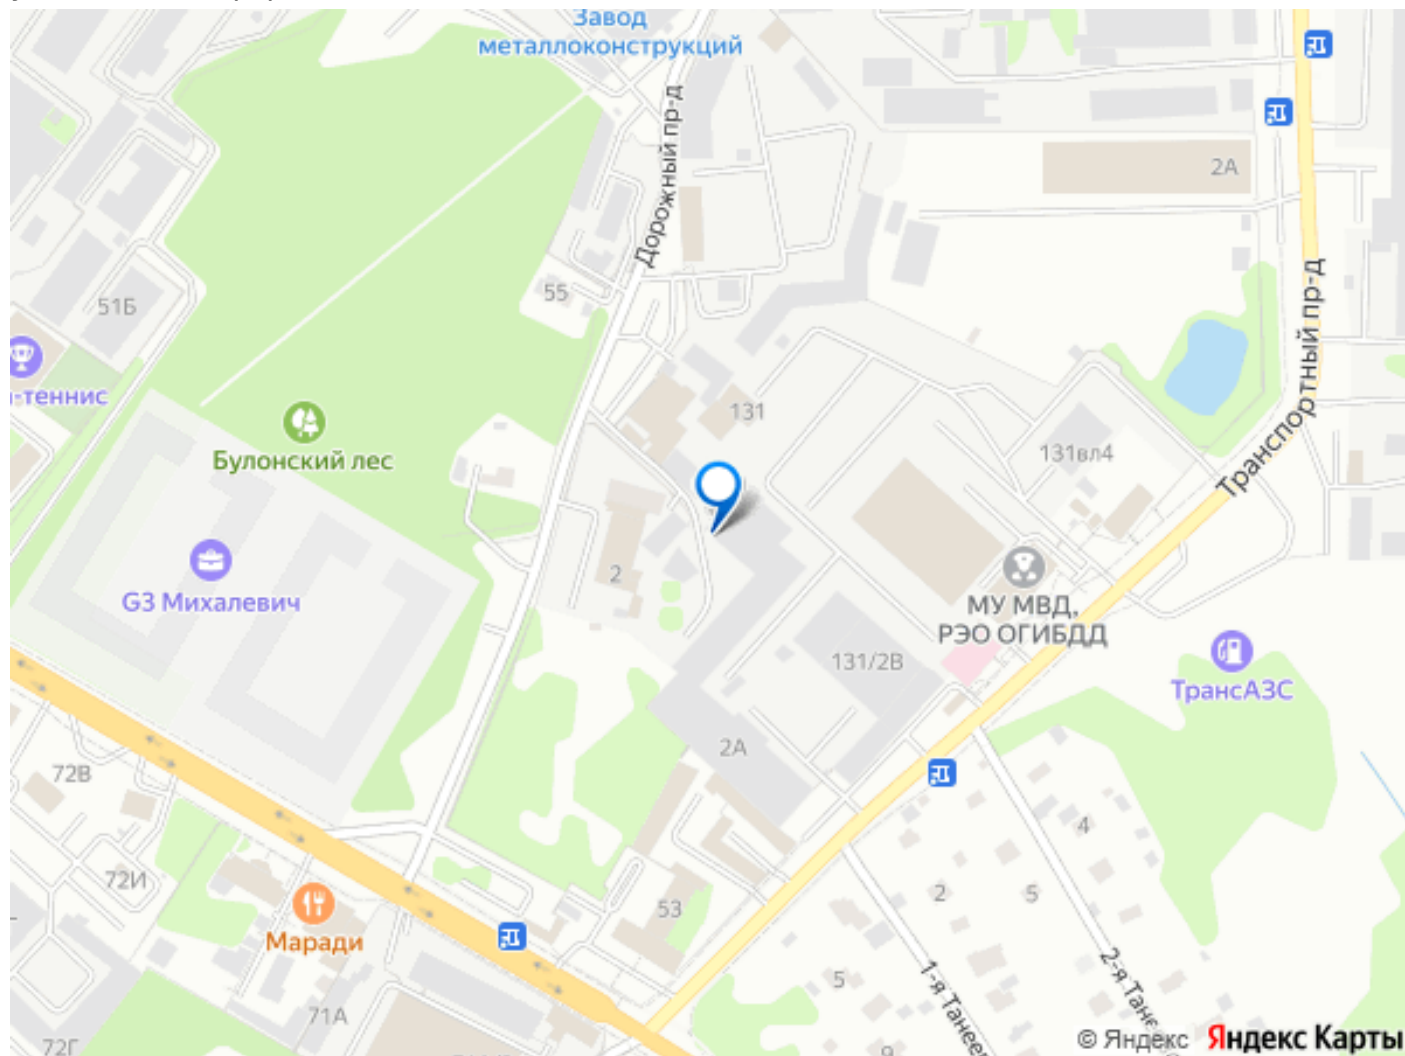 Завод
металлоконструкций
Дорожный пр-д
2А
Транспортный пр-д
55
51Б
-теннис
131
Булонский лес
131вл4
2
G3 Михалевич
МУ МВД,
РЭО ОГИБДД
131/2В
ТрансАЗС
2А
72В
4
72И
2
5
53
Маради
5
1-я Танее
2-я Тане
71А
72Г
© Яндекс Яндекс Карты